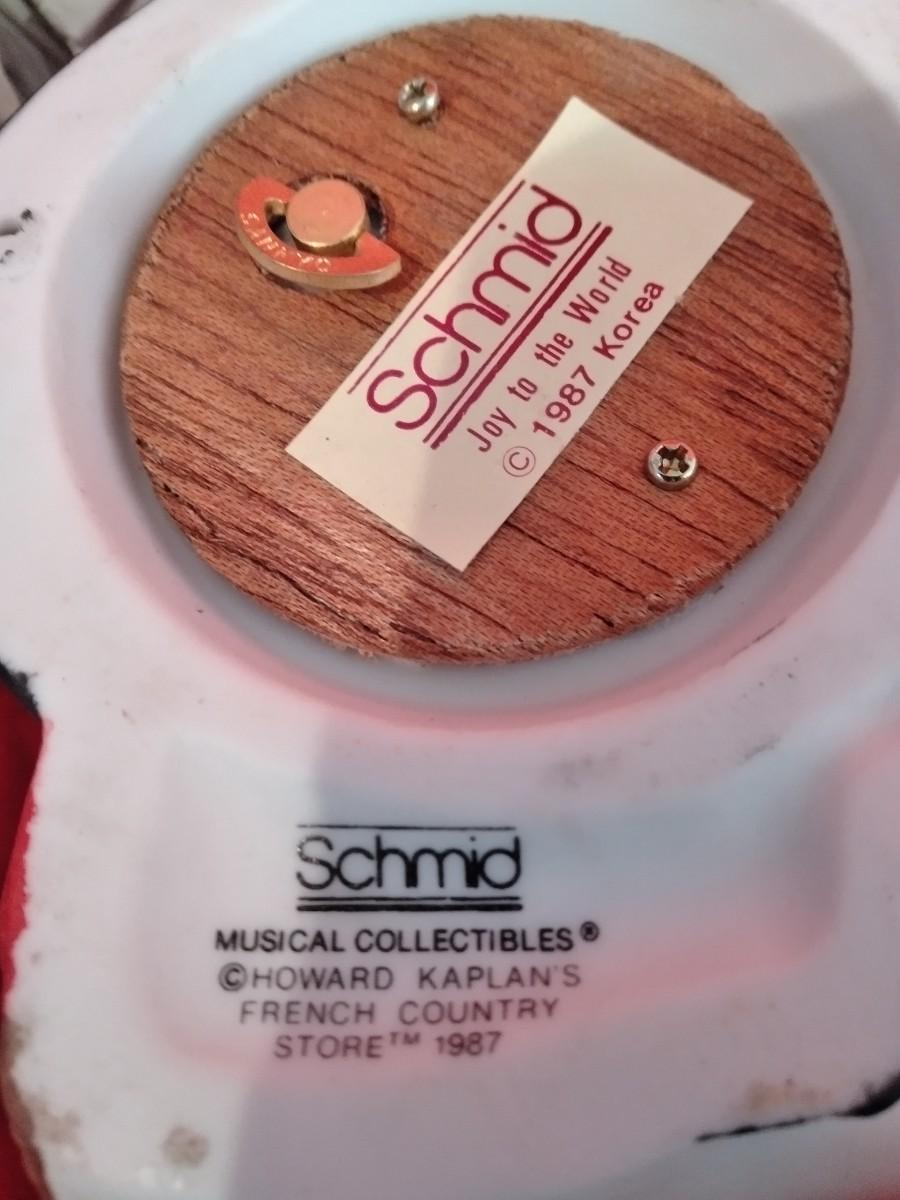 Schmid
Joy to the World
© 1987 Korea
Schmid
MUSICAL COLLECTIBLES®
©HOWARD KAPLAN'S
FRENCH COUNTRY
STORE™ 1987